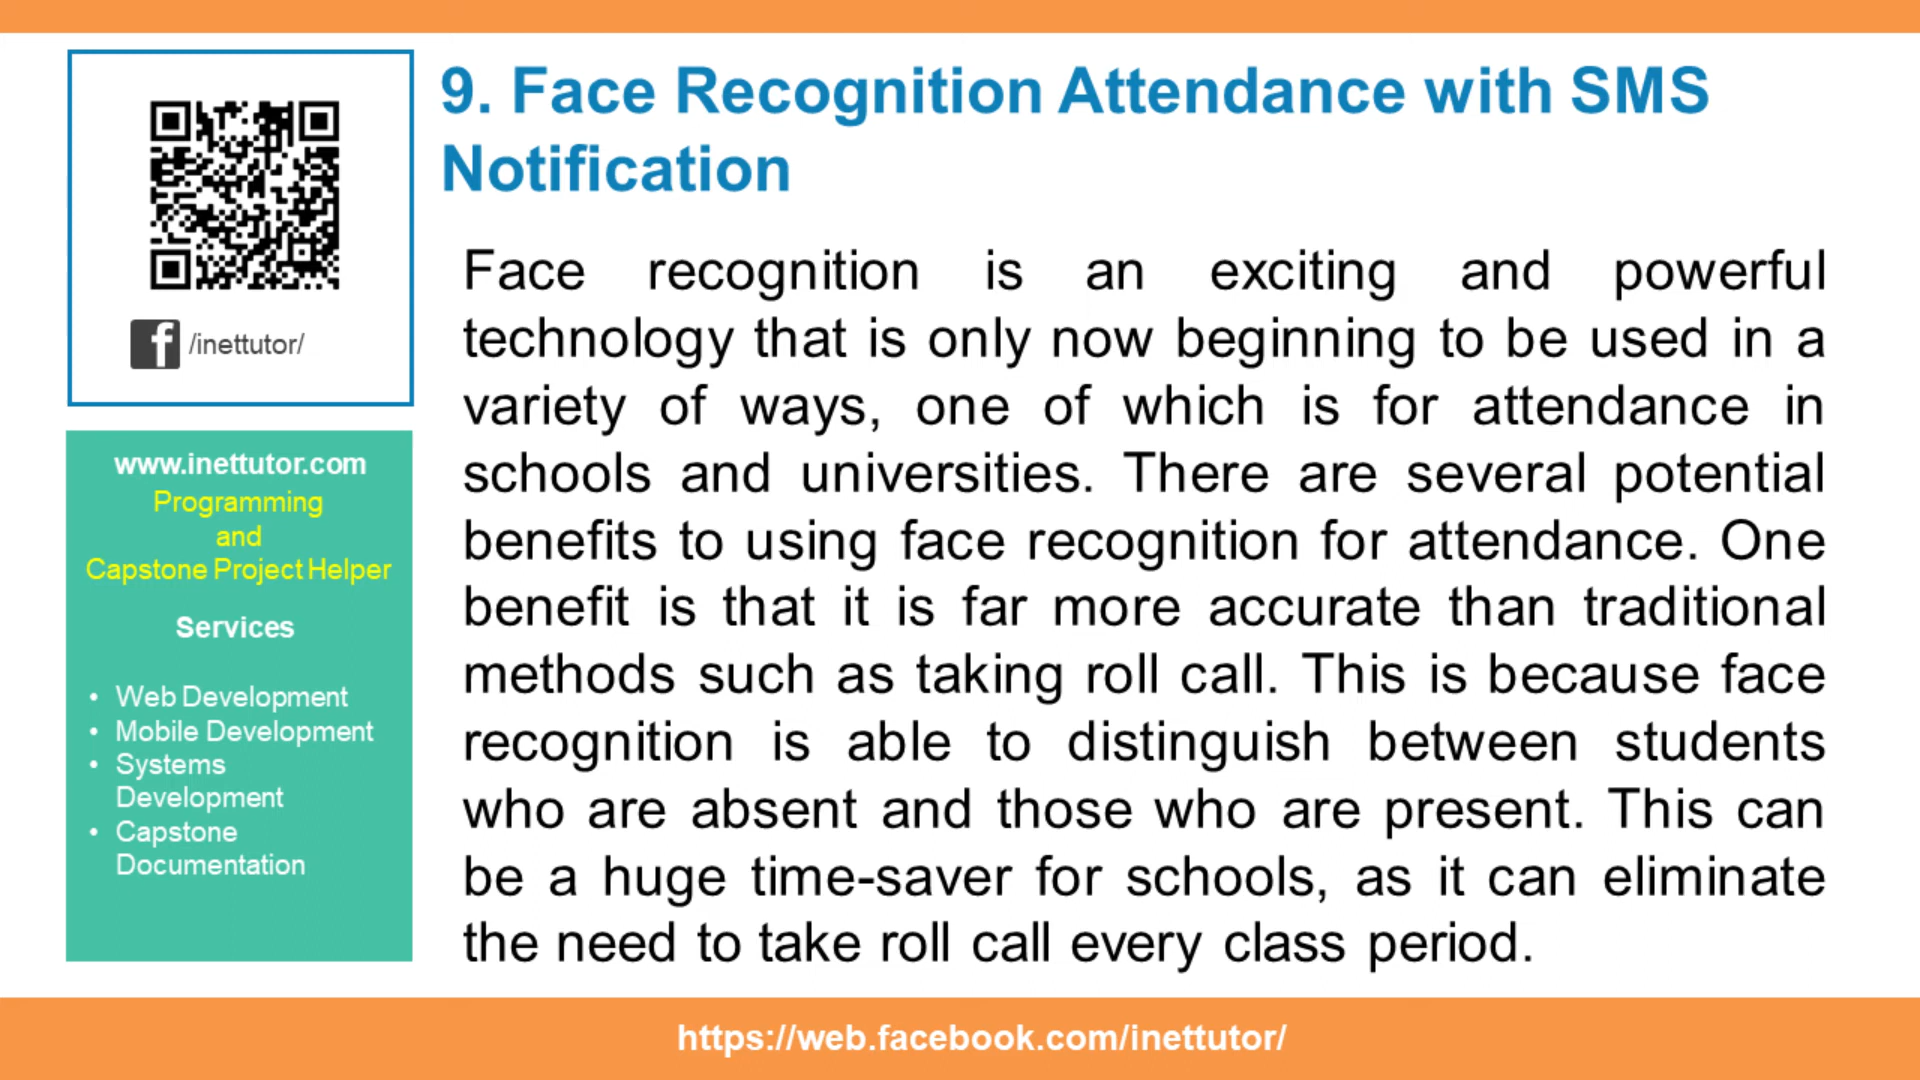 9. Face Recognition Attendance with SMS
Notification
/inettutor/
www.inettutor.com
Programming
and
Capstone Project Helper
Services
• Web Development
• Mobile Development
• Systems
Development
• Capstone
Documentation
Face recognition is an exciting and powerful
technology that is only now beginning to be used in a
variety of ways, one of which is for attendance in
schools and universities. There are several potential
benefits to using face recognition for attendance. One
benefit is that it is far more accurate than traditional
methods such as taking roll call. This is because face
recognition is able to distinguish between students
who are absent and those who are present. This can
be a huge time-saver for schools, as it can eliminate
the need to take roll call every class period.
https://web.facebook.com/inettutor/